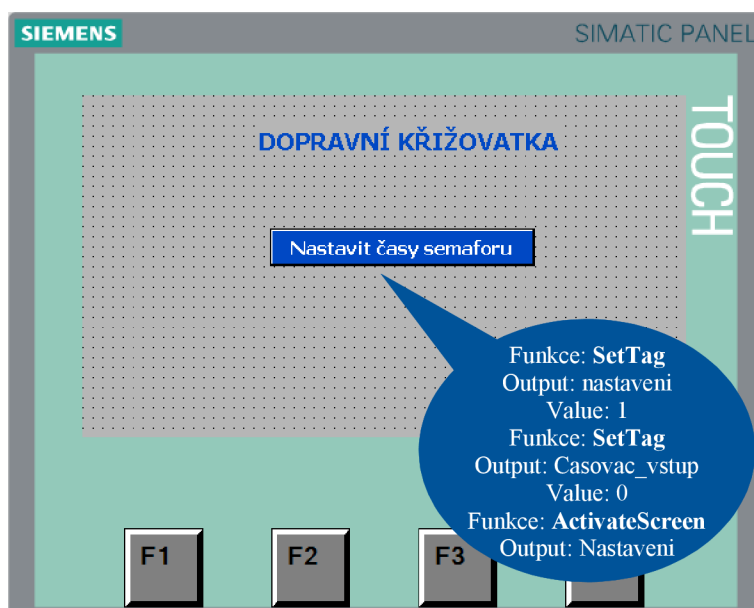 SIEMENS
SIMATIC PANEL
TOUCH
DOPRAVNÍ KŘIŽOVATKA
Nastavit časy semaforu
Funkce: SetTag
Output: nastaveni
Value: 1
Funkce: SetTag
Output: Casovac_vstup
Value: 0
Funkce: ActivateScreen
Output: Nastaveni
F1
F2
F3